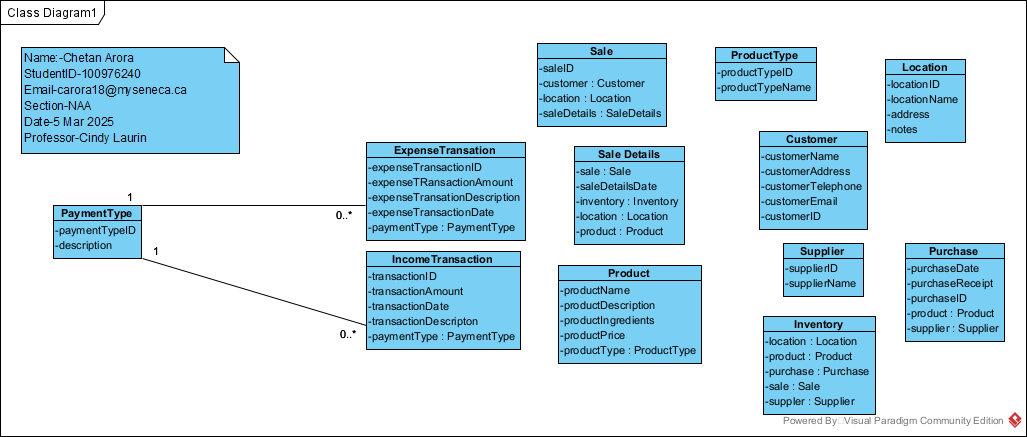 Class Diagram1
Name:-Chetan Arora
StudentID-100976240
Email-carora18@myseneca.ca
Section-NAA
Date-5 Mar 2025
Professor-Cindy Laurin
Sale
-saleID
-customer : Customer
-location : Location
-saleDetails : SaleDetails
ProductType
-productTypeID
-productTypeName
Location
-locationID
-locationName
-address
-notes
ExpenseTransation
-expenseTransactionID
-expenseTRansactionAmount
-expenseTransationDescription
-expenseTransactionDate
-paymentType : PaymentType
Sale Details
-sale : Sale
-saleDetailsDate
-inventory : Inventory
-location : Location
-product : Product
Customer
-customerName
-customerAddress
-customerTelephone
-customerEmail
-customerID
1
0..*
PaymentType
-paymentTypeID
-description
1
0..*
IncomeTransaction
-transactionID
-transactionAmount
-transactionDate
-transactionDescripton
-paymentType : PaymentType
Product
-productName
-productDescription
-productIngredients
-productPrice
-productType : ProductType
Supplier
-supplierID
-supplierName
Purchase
-purchaseDate
-purchaseReceipt
-purchaseID
-product : Product
-supplier : Supplier
Inventory
-location : Location
-product : Product
-purchase : Purchase
-sale : Sale
-suppler : Supplier
Powered By□Visual Paradigm Community Edition